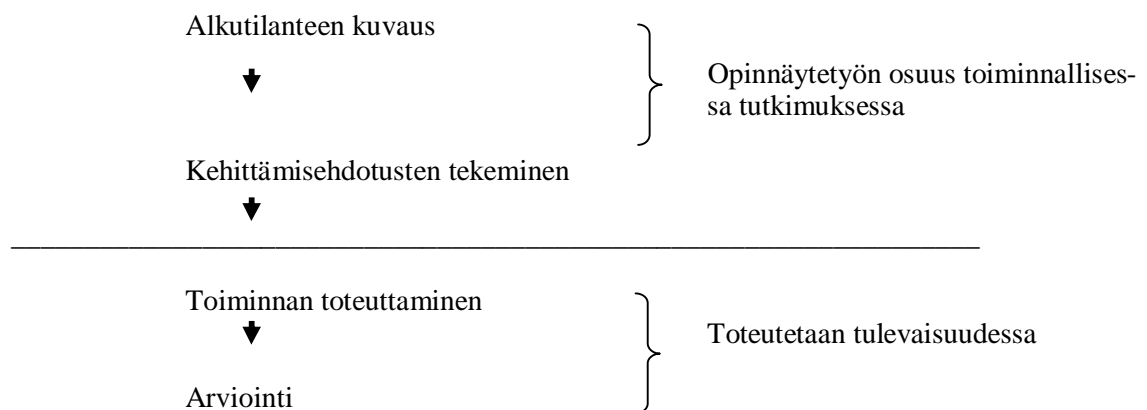 Alkutilanteen kuvaus
Opinnäytetyön osuus toiminnallises-
sa tutkimuksessa
Kehittämisehdotusten tekeminen
Toiminnan toteuttaminen
Toteutetaan tulevaisuudessa
Arviointi